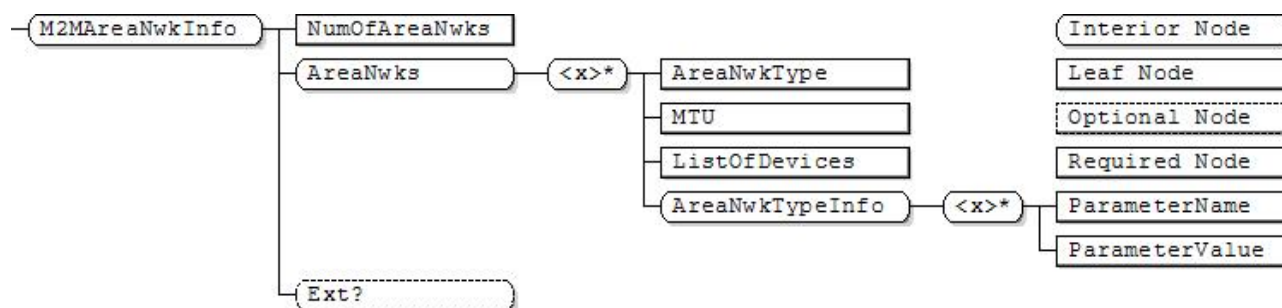 M2MAreaNwkInfo
NumOfAreaNwks
Interior Node
AreaNwks
<x>*
AreaNwkType
Leaf Node
MTU
Optional Node
ListOfDevices
Required Node
AreaNwkTypeInfo
<x>*
ParameterName
ParameterValue
Ext?